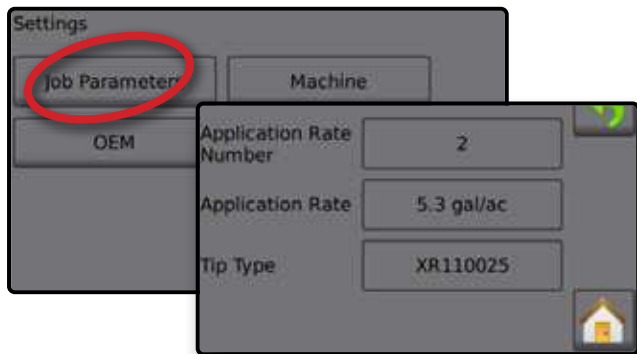 Settings
Job Parameters
Machine
OEM
Application Rate
Number
2
Application Rate
5.3 gal/ac
Tip Type
XR110025